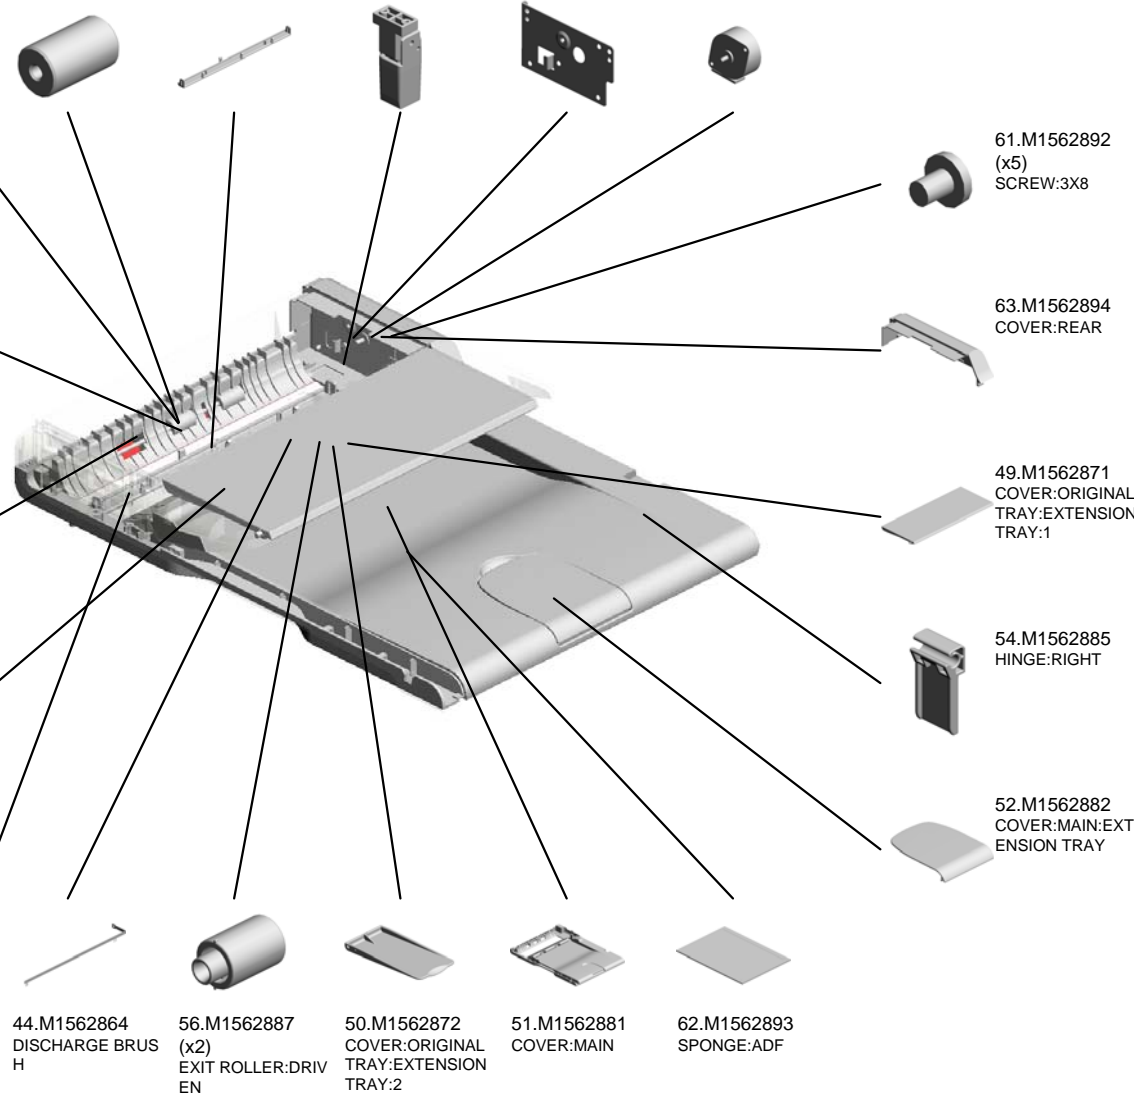 61.M1562892
(x5)
SCREW:3X8
63.M1562894
COVER:REAR
49.M1562871
COVER:ORIGINAL
TRAY:EXTENSION
TRAY:1
54.M1562885
HINGE:RIGHT
52.M1562882
COVER:MAIN:EXT
ENSION TRAY
44.M1562864
DISCHARGE BRUS
H
56.M1562887
(x2)
EXIT ROLLER:DRIV
EN
50.M1562872
COVER:ORIGINAL
TRAY:EXTENSION
TRAY:2
51.M1562881
COVER:MAIN
62.M1562893
SPONGE:ADF